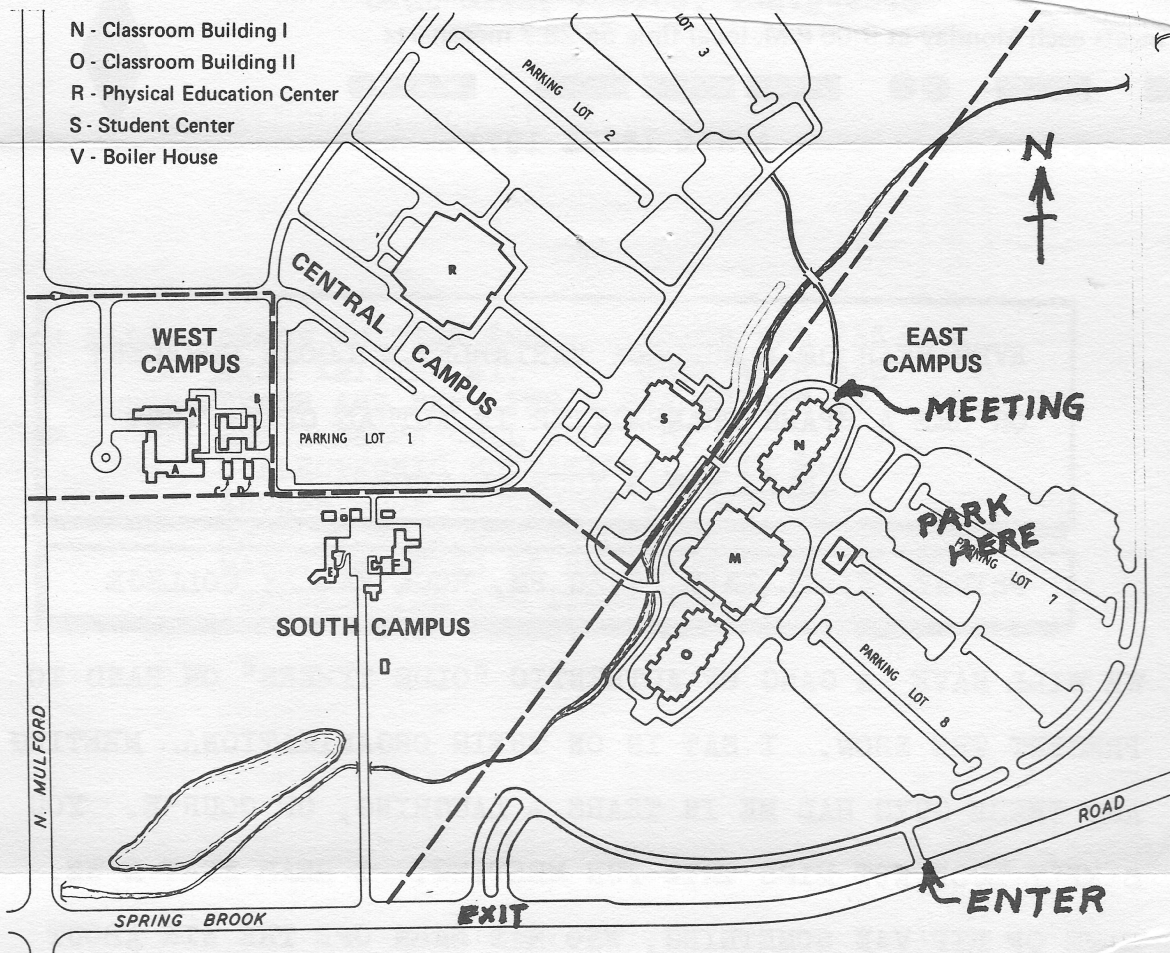 N - Classroom Building I
O - Classroom Building II
R - Physical Education Center
S - Student Center
V - Boiler House
LOT 3
PARKING LOT 2
N
R
CENTRAL CAMPUS
WEST
CAMPUS
EAST
CAMPUS
MEETING
A
B
A
PARKING LOT 1
S
N
PARK
HERE
PARKING LOT 7
M
V
E
F
SOUTH CAMPUS
O
PARKING LOT 8
N. MULFORD
ROAD
ENTER
EXIT
SPRING BROOK